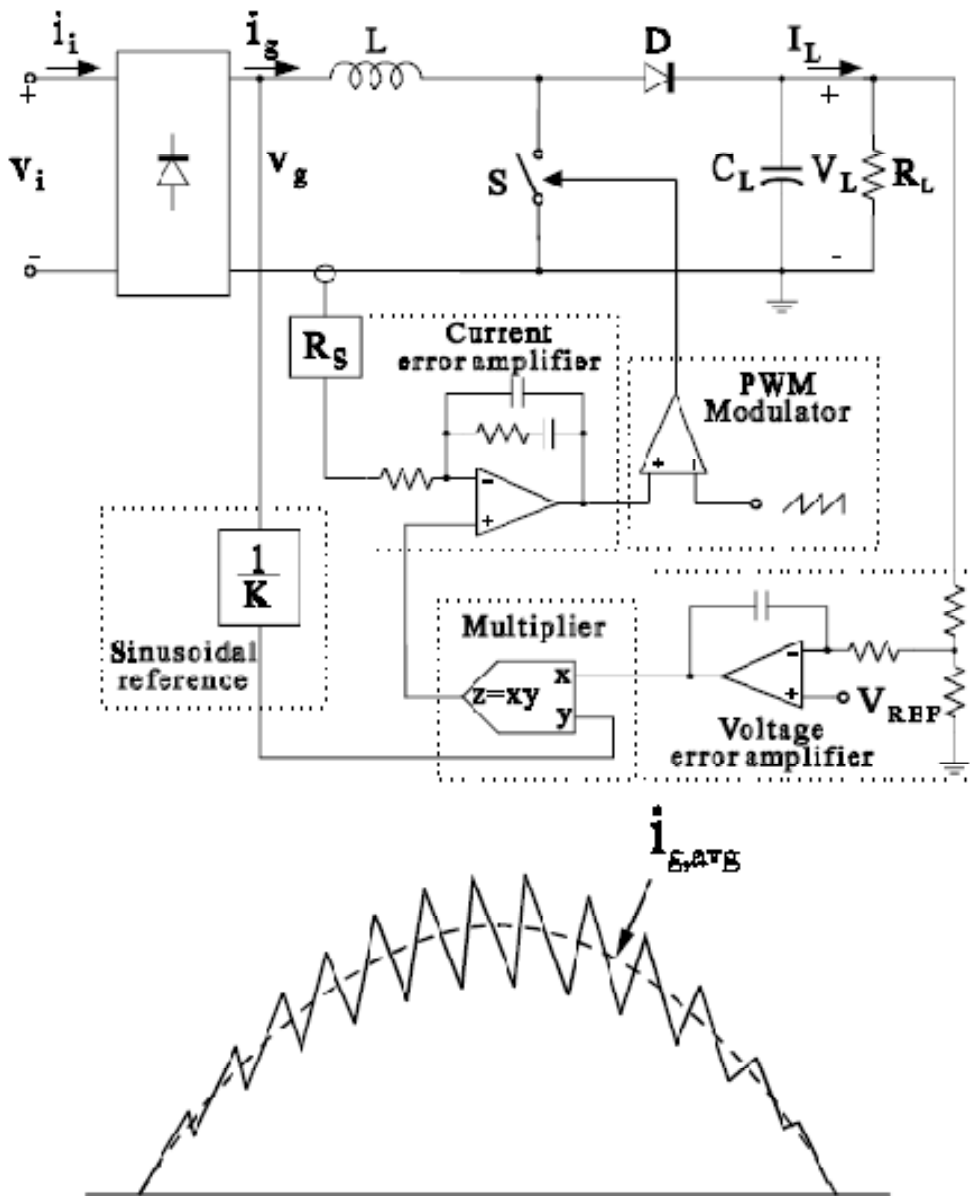 i_i
i_g
L
D
I_L
+
+
v_i
v_g
S
C_L
V_L
R_L
-
-
R_S
Current
error amplifier
PWM
Modulator
-
+
+
-
1
K
Sinusoidal
reference
Multiplier
x
z=xy
y
-
+
V_REF
Voltage
error amplifier
i_g,avg